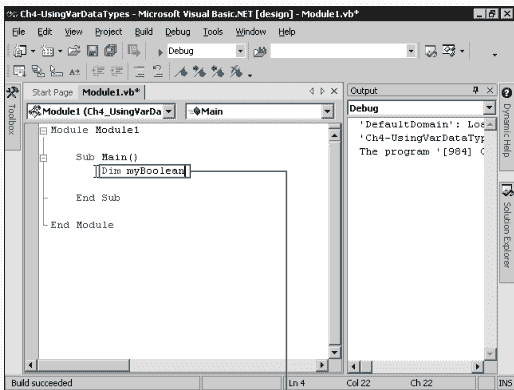 Ch4-UsingVarDataTypes - Microsoft Visual Basic.NET [design] - Module1.vb*
File Edit View Project Build Debug Tools Window Help
Debug
Start Page Module1.vb*
Module1 (Ch4_UsingVarDa
Main
Module Module1
Sub Main()
Dim myBoolean
End Sub
End Module
Toolbox
Output
Debug
'DefaultDomain': Loa
'Ch4-UsingVarDataTyp
The program '[984] C
Dynamic Help
Solution Explorer
Build succeeded Ln 4 Col 22 Ch 22 INS